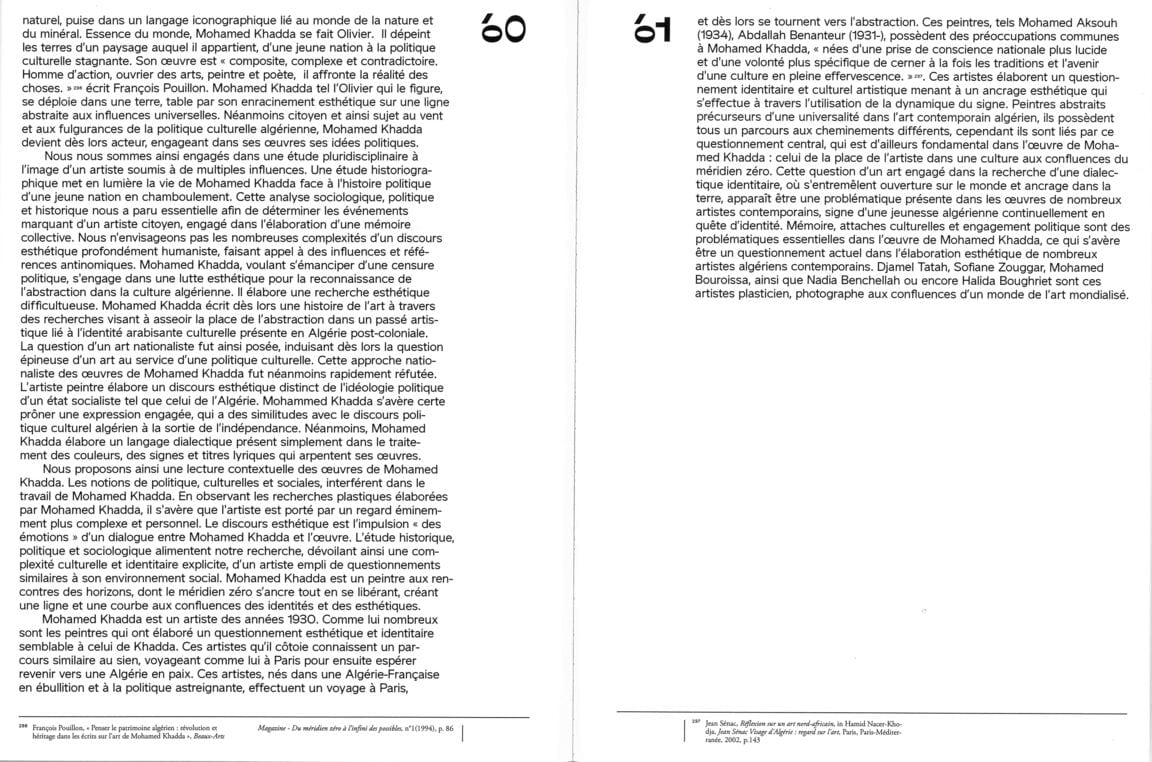 60
naturel, puise dans un langage iconographique lié au monde de la nature et
du minéral. Essence du monde, Mohamed Khadda se fait Olivier. Il dépeint
les terres d'un paysage auquel il appartient, d'une jeune nation à la politique
culturelle stagnante. Son œuvre est « composite, complexe et contradictoire.
Homme d'action, ouvrier des arts, peintre et poète, il affronte la réalité des
choses. » 296 écrit François Pouillon. Mohamed Khadda tel l'Olivier qui le figure,
se déploie dans une terre, table par son enracinement esthétique sur une ligne
abstraite aux influences universelles. Néanmoins citoyen et ainsi sujet au vent
et aux fulgurances de la politique culturelle algérienne, Mohamed Khadda
devient dès lors acteur, engageant dans ses œuvres ses idées politiques.
Nous nous sommes ainsi engagés dans une étude pluridisciplinaire à
l'image d'un artiste soumis à de multiples influences. Une étude historiogra-
phique met en lumière la vie de Mohamed Khadda face à l'histoire politique
d'une jeune nation en chamboulement. Cette analyse sociologique, politique
et historique nous a paru essentielle afin de déterminer les événements
marquant d'un artiste citoyen, engagé dans l'élaboration d'une mémoire
collective. Nous n'envisageons pas les nombreuses complexités d'un discours
esthétique profondément humaniste, faisant appel à des influences et réfé-
rences antinomiques. Mohamed Khadda, voulant s'émanciper d'une censure
politique, s'engage dans une lutte esthétique pour la reconnaissance de
l'abstraction dans la culture algérienne. Il élabore une recherche esthétique
difficultueuse. Mohamed Khadda écrit dès lors une histoire de l'art à travers
des recherches visant à asseoir la place de l'abstraction dans un passé artis-
tique lié à l'identité arabisante culturelle présente en Algérie post-coloniale.
La question d'un art nationaliste fut ainsi posée, induisant dès lors la question
épineuse d'un art au service d'une politique culturelle. Cette approche natio-
naliste des œuvres de Mohamed Khadda fut néanmoins rapidement réfutée.
L'artiste peintre élabore un discours esthétique distinct de l'idéologie politique
d'un état socialiste tel que celui de l'Algérie. Mohammed Khadda s'avère certe
prôner une expression engagée, qui a des similitudes avec le discours poli-
tique culturel algérien à la sortie de l'indépendance. Néanmoins, Mohamed
Khadda élabore un langage dialectique présent simplement dans le traite-
ment des couleurs, des signes et titres lyriques qui arpentent ses œuvres.
Nous proposons ainsi une lecture contextuelle des œuvres de Mohamed
Khadda. Les notions de politique, culturelles et sociales, interfèrent dans le
travail de Mohamed Khadda. En observant les recherches plastiques élaborées
par Mohamed Khadda, il s'avère que l'artiste est porté par un regard éminem-
ment plus complexe et personnel. Le discours esthétique est l'impulsion « des
émotions » d'un dialogue entre Mohamed Khadda et l'œuvre. L'étude historique,
politique et sociologique alimentent notre recherche, dévoilant ainsi une com-
plexité culturelle et identitaire explicite, d'un artiste empli de questionnements
similaires à son environnement social. Mohamed Khadda est un peintre aux ren-
contres des horizons, dont le méridien zéro s'ancre tout en se libérant, créant
une ligne et une courbe aux confluences des identités et des esthétiques.
Mohamed Khadda est un artiste des années 1930. Comme lui nombreux
sont les peintres qui ont élaboré un questionnement esthétique et identitaire
semblable à celui de Khadda. Ces artistes qu'il côtoie connaissent un par-
cours similaire au sien, voyageant comme lui à Paris pour ensuite espérer
revenir vers une Algérie en paix. Ces artistes, nés dans une Algérie-Française
en ébullition et à la politique astreignante, effectuent un voyage à Paris,
296 François Pouillon, « Penser le patrimoine algérien : révolution et
héritage dans les écrits sur l'art de Mohamed Khadda », Beaux-Arts
Magazine - Du méridien zéro à l'infini des possibles, n°1(1994), p. 86
61
et dès lors se tournent vers l'abstraction. Ces peintres, tels Mohamed Aksouh
(1934), Abdallah Benanteur (1931-), possèdent des préoccupations communes
à Mohamed Khadda, « nées d'une prise de conscience nationale plus lucide
et d'une volonté plus spécifique de cerner à la fois les traditions et l'avenir
d'une culture en pleine effervescence. » 297. Ces artistes élaborent un question-
nement identitaire et culturel artistique menant à un ancrage esthétique qui
s'effectue à travers l'utilisation de la dynamique du signe. Peintres abstraits
précurseurs d'une universalité dans l'art contemporain algérien, ils possèdent
tous un parcours aux cheminements différents, cependant ils sont liés par ce
questionnement central, qui est d'ailleurs fondamental dans l'œuvre de Moha-
med Khadda : celui de la place de l'artiste dans une culture aux confluences du
méridien zéro. Cette question d'un art engagé dans la recherche d'une dialec-
tique identitaire, où s'entremêlent ouverture sur le monde et ancrage dans la
terre, apparaît être une problématique présente dans les œuvres de nombreux
artistes contemporains, signe d'une jeunesse algérienne continuellement en
quête d'identité. Mémoire, attaches culturelles et engagement politique sont des
problématiques essentielles dans l'œuvre de Mohamed Khadda, ce qui s'avère
être un questionnement actuel dans l'élaboration esthétique de nombreux
artistes algériens contemporains. Djamel Tatah, Sofiane Zouggar, Mohamed
Bouroissa, ainsi que Nadia Benchellah ou encore Halida Boughriet sont ces
artistes plasticien, photographe aux confluences d'un monde de l'art mondialisé.
297 Jean Sénac, Réflexion sur un art nord-africain, in Hamid Nacer-Kho-
dja, Jean Sénac Visage d'Algérie : regard sur l'art, Paris, Paris-Méditer-
ranée, 2002, p.143